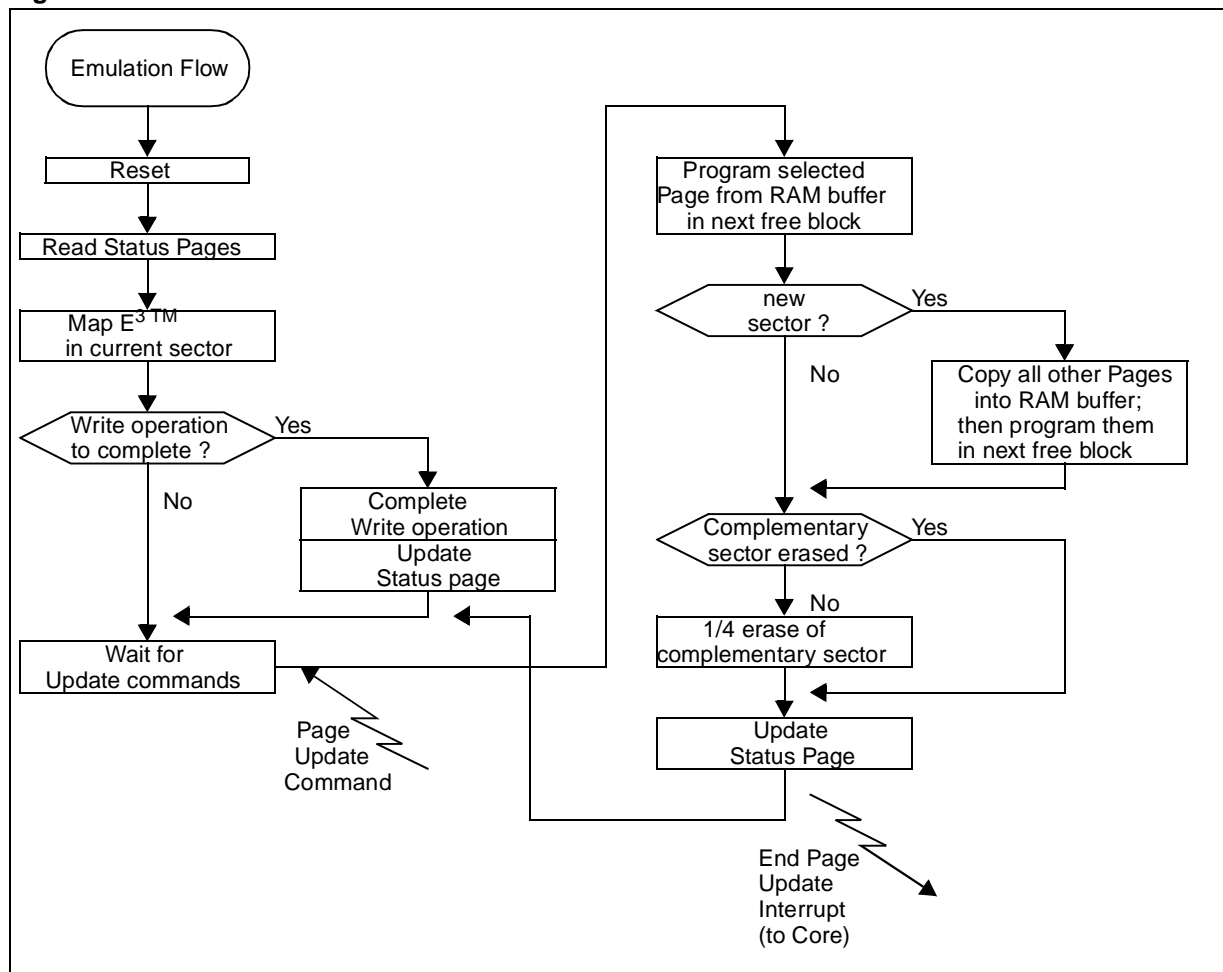 Emulation Flow
Reset
Read Status Pages
Map E3 TM
in current sector
Write operation
to complete ?
Yes
No
Complete
Write operation
Update
Status page
Wait for
Update commands
Page
Update
Command
Program selected
Page from RAM buffer
in next free block
new
sector ?
Yes
No
Copy all other Pages
into RAM buffer;
then program them
in next free block
Complementary
sector erased ?
Yes
No
1/4 erase of
complementary sector
Update
Status Page
End Page
Update
Interrupt
(to Core)